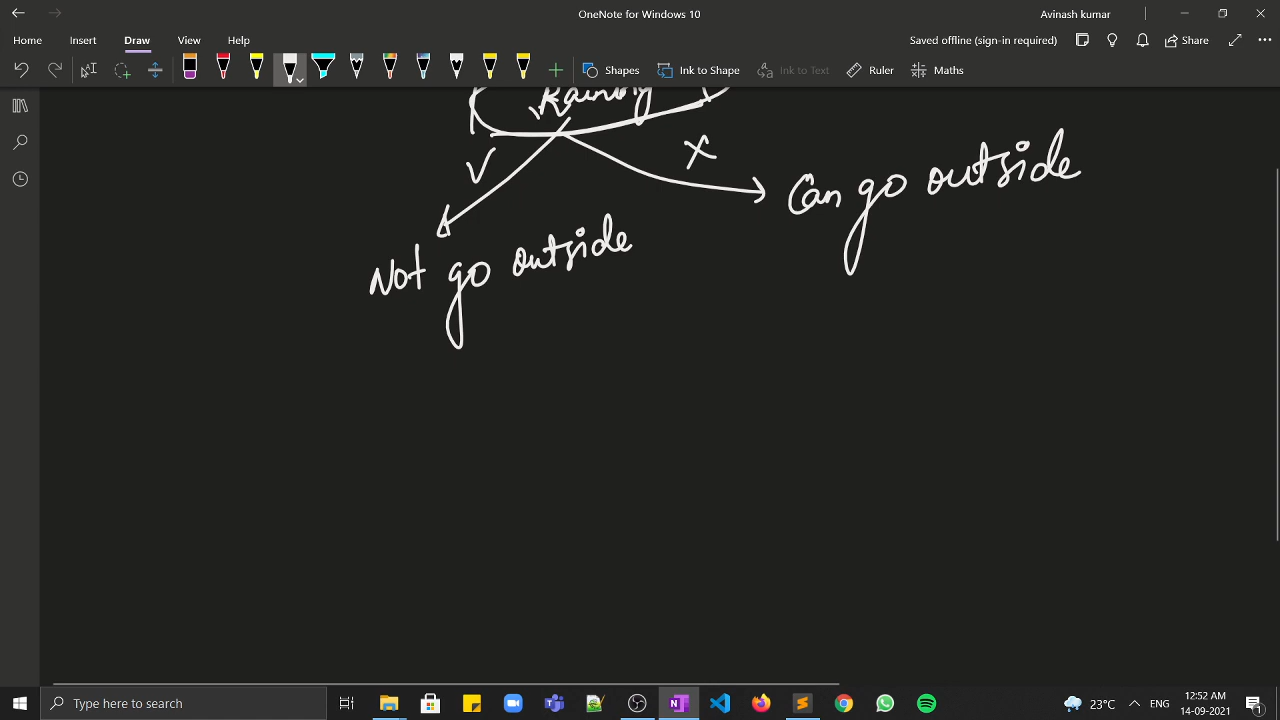 OneNote for Windows 10
Avinash kumar
Home
Insert
Draw
View
Help
Saved offline (sign-in required)
Share
Shapes
Ink to Shape
Ink to Text
Ruler
Maths
Raining
Can go outside
Not go outside
Type here to search
23°C
ENG
12:52 AM
14-09-2021